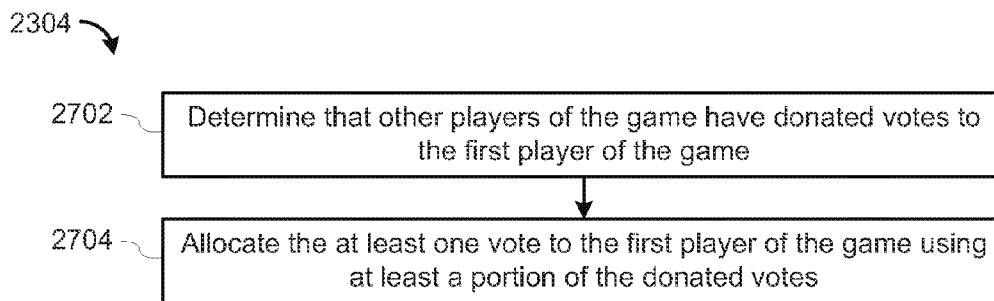 2304
2702
Determine that other players of the game have donated votes to
the first player of the game
2704
Allocate the at least one vote to the first player of the game using
at least a portion of the donated votes